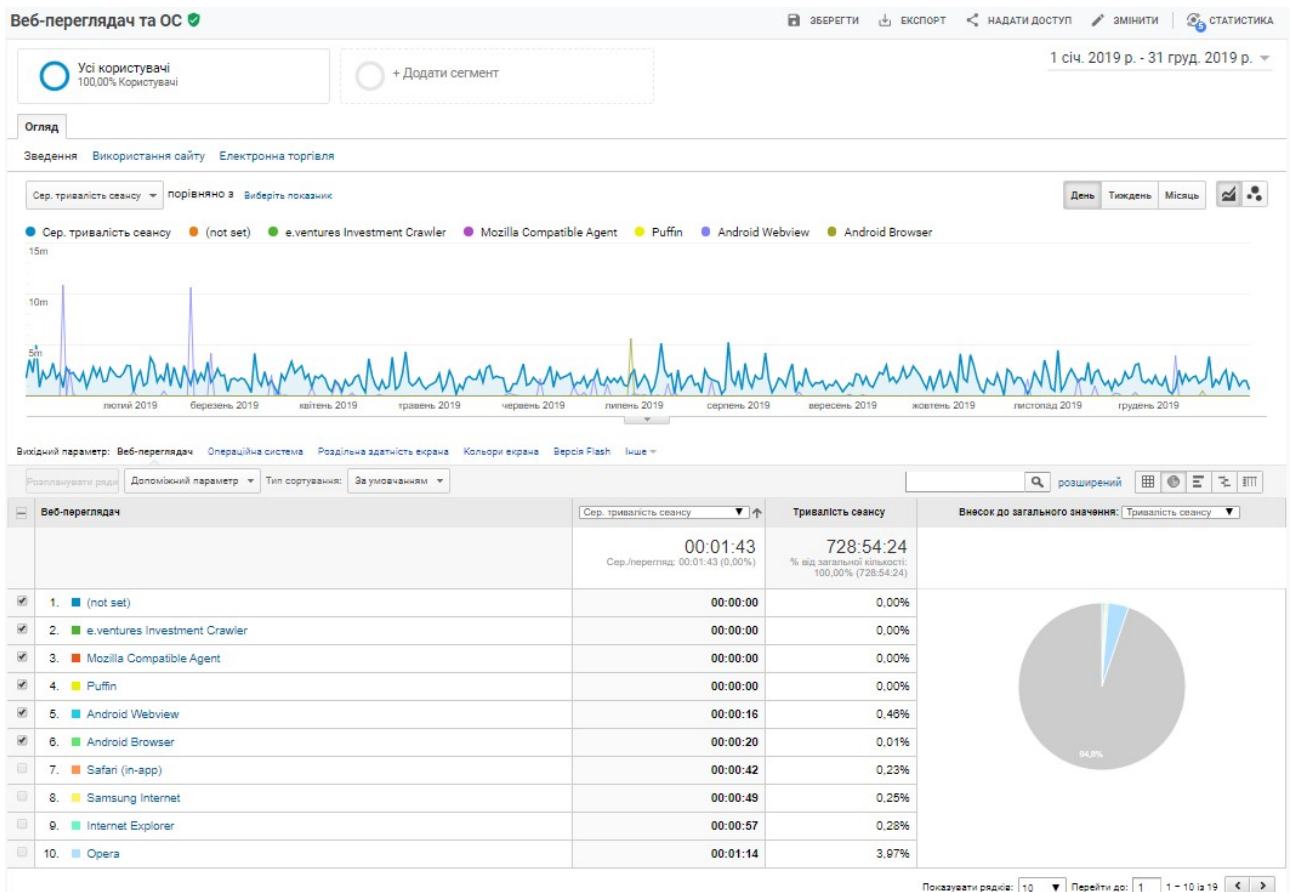 Веб-переглядач та ОС
ЗБЕРЕГТИ ЕКСПОРТ НАДАТИ ДОСТУП ЗМІНИТИ 5 СТАТИСТИКА
Усі користувачі
100,00% Користувачі
+ Додати сегмент
1 січ. 2019 р. - 31 груд. 2019 р.
Огляд
Зведення Використання сайту Електронна торгівля
Сер. тривалість сеансу порівняно з Виберіть показник
День Тиждень Місяць
Сер. тривалість сеансу (not set) e.ventures Investment Crawler Mozilla Compatible Agent Puffin Android Webview Android Browser
15m
10m
5m
лютий 2019 березень 2019 квітень 2019 травень 2019 червень 2019 липень 2019 серпень 2019 вересень 2019 жовтень 2019 листопад 2019 грудень 2019
Вихідний параметр: Веб-переглядач Операційна система Роздільна здатність екрана Кольори екрана Версія Flash Інше
Розпланувати ряди Допоміжний параметр Тип сортування: За умовчанням розширений
Веб-переглядач Сер. тривалість сеансу Тривалість сеансу Внесок до загального значення: Тривалість сеансу
00:01:43 728:54:24
Сер./перегляд: 00:01:43 (0,00%) % від загальної кількості:
100,00% (728:54:24)
1. (not set) 00:00:00 0,00%
2. e.ventures Investment Crawler 00:00:00 0,00%
3. Mozilla Compatible Agent 00:00:00 0,00%
4. Puffin 00:00:00 0,00%
5. Android Webview 00:00:16 0,46%
6. Android Browser 00:00:20 0,01%
7. Safari (in-app) 00:00:42 0,23%
8. Samsung Internet 00:00:49 0,25%
9. Internet Explorer 00:00:57 0,28%
10. Opera 00:01:14 3,97%
94,8%
Показувати рядків: 10 Перейти до: 1 1 – 10 із 19